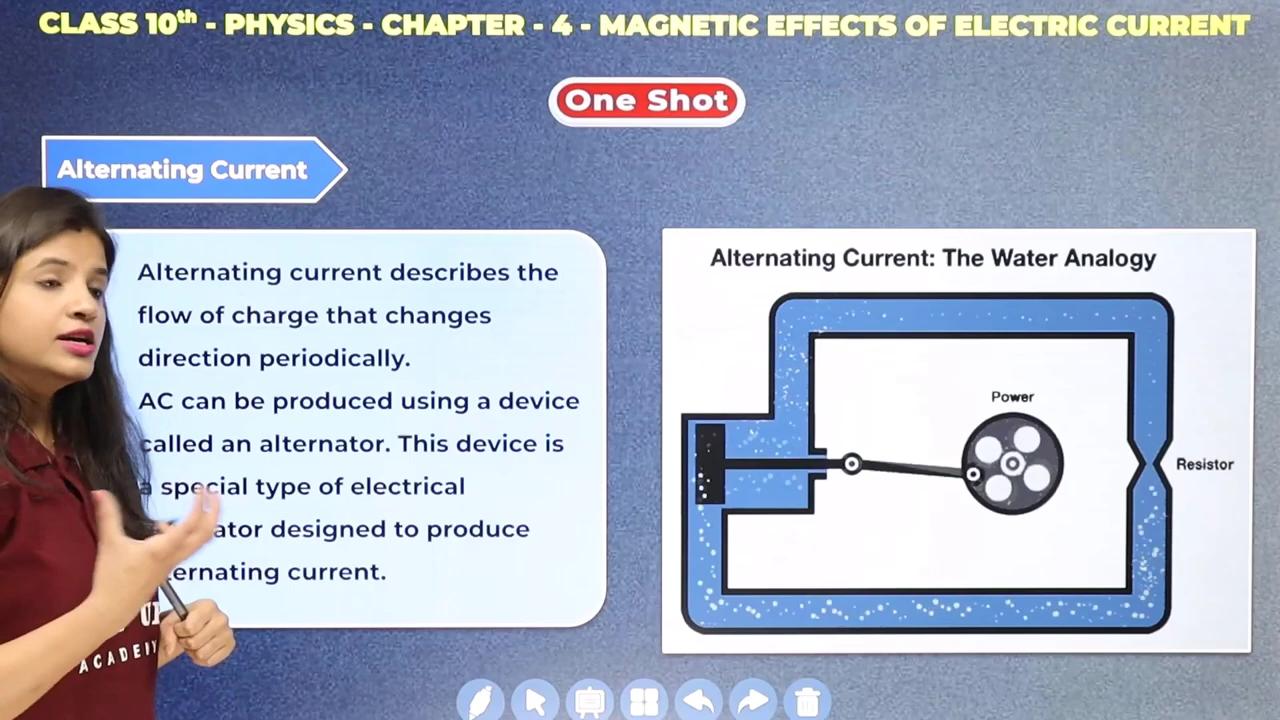 CLASS 10th - PHYSICS - CHAPTER - 4 - MAGNETIC EFFECTS OF ELECTRIC CURRENT
One Shot
Alternating Current
Alternating current describes the
flow of charge that changes
direction periodically.
AC can be produced using a device
called an alternator. This device is
a special type of electrical
designed to produce
current.
Alternating Current: The Water Analogy
Power
Resistor
ACADEMY